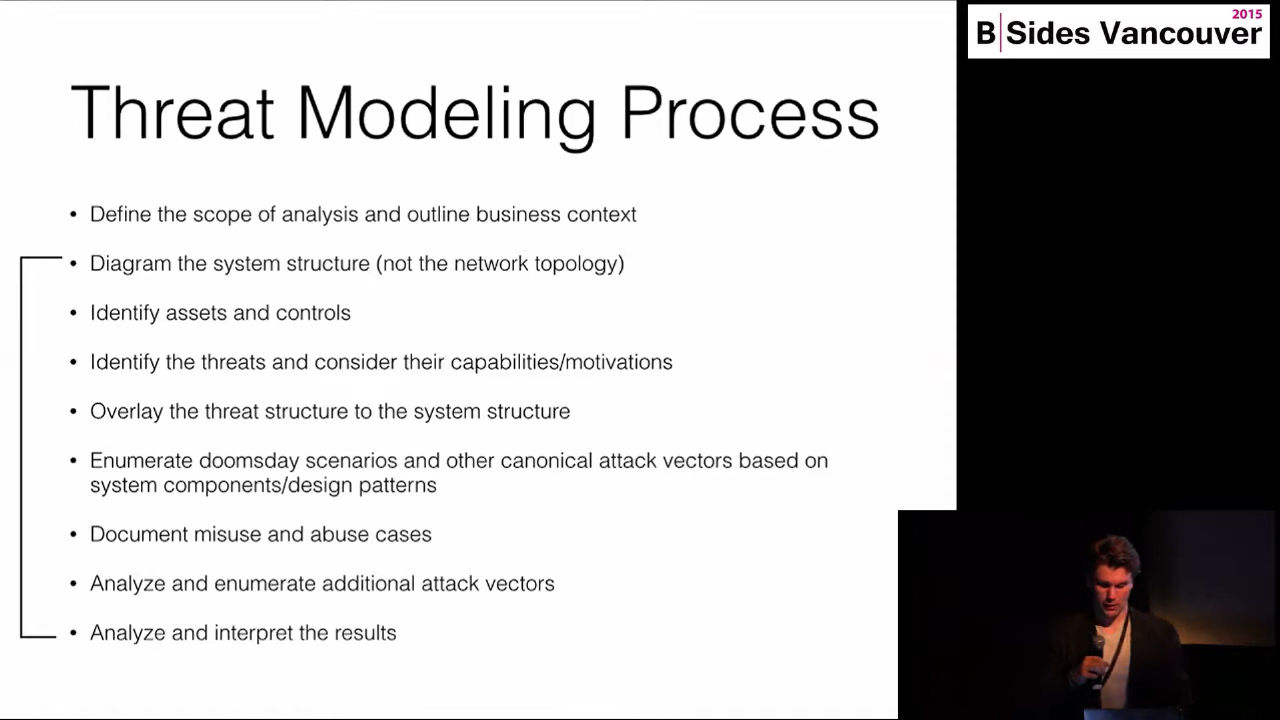 2015
B Sides Vancouver
Threat Modeling Process
• Define the scope of analysis and outline business context
• Diagram the system structure (not the network topology)
• Identify assets and controls
• Identify the threats and consider their capabilities/motivations
• Overlay the threat structure to the system structure
• Enumerate doomsday scenarios and other canonical attack vectors based on
system components/design patterns
• Document misuse and abuse cases
• Analyze and enumerate additional attack vectors
• Analyze and interpret the results